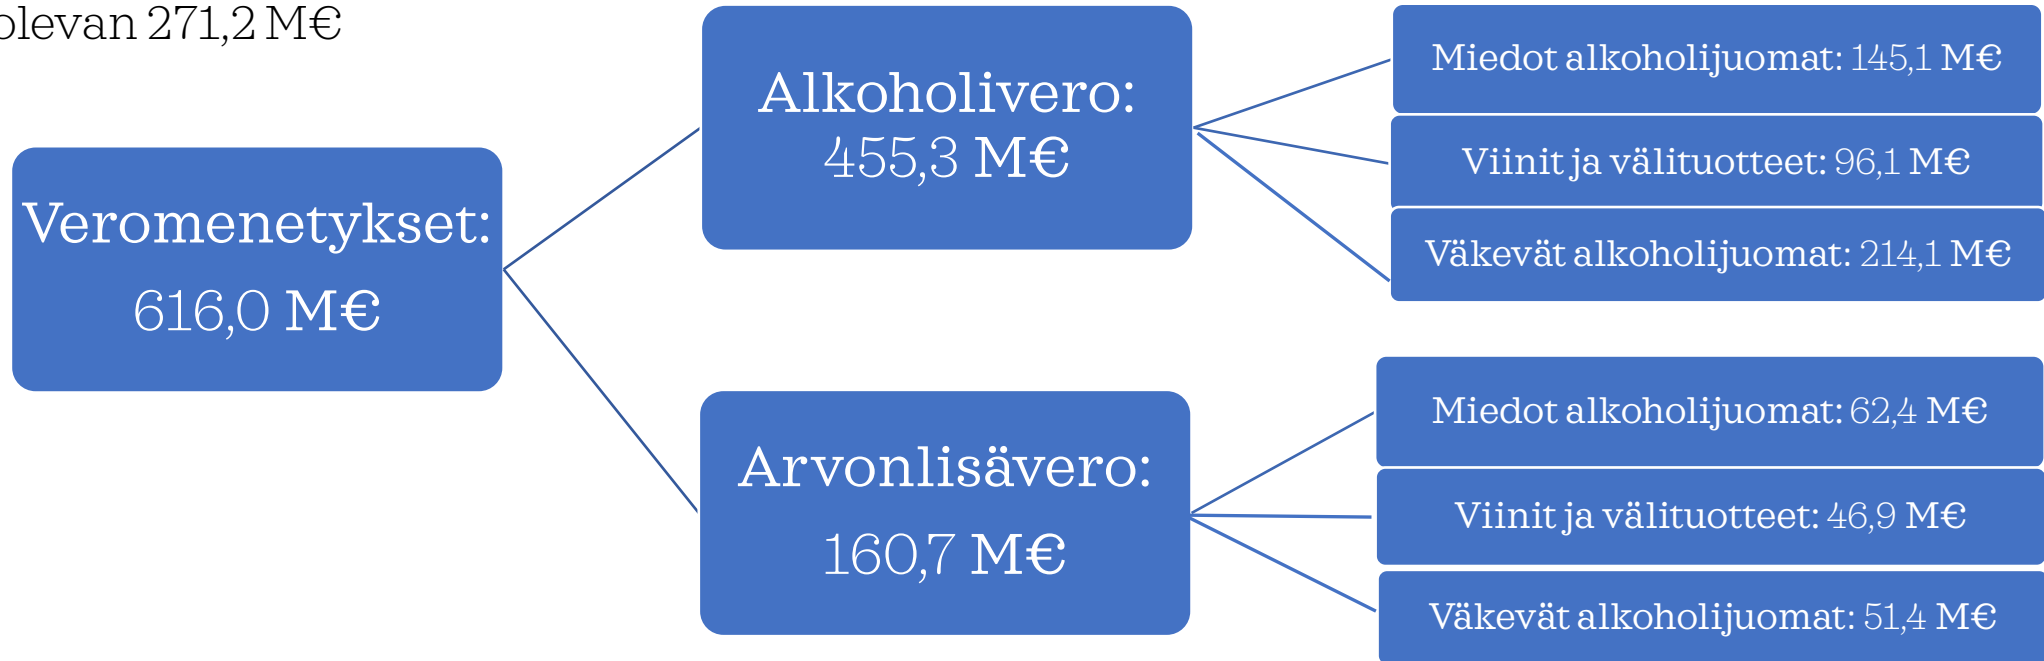 olevan 271,2 M€
Veromenetykset:
616,0 M€
Alkoholivero:
455,3 M€
Miedot alkoholijuomat: 145,1 M€
Viinit ja välituotteet: 96,1 M€
Väkevät alkoholijuomat: 214,1 M€
Arvonlisävero:
160,7 M€
Miedot alkoholijuomat: 62,4 M€
Viinit ja välituotteet: 46,9 M€
Väkevät alkoholijuomat: 51,4 M€